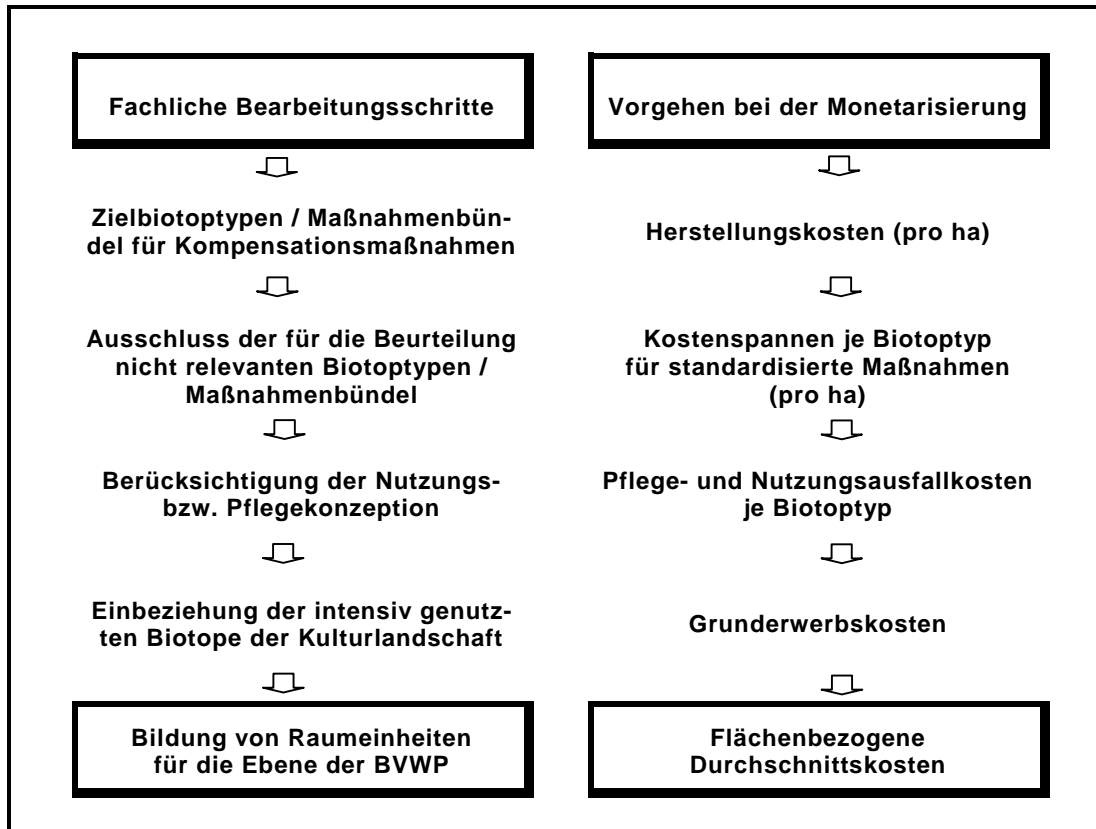 Fachliche Bearbeitungsschritte
Zielbiotoptypen / Maßnahmenbün-
del für Kompensationsmaßnahmen
Ausschluss der für die Beurteilung
nicht relevanten Biotoptypen /
Maßnahmenbündel
Berücksichtigung der Nutzungs-
bzw. Pflegekonzeption
Einbeziehung der intensiv genutz-
ten Biotope der Kulturlandschaft
Bildung von Raumeinheiten
für die Ebene der BVWP
Vorgehen bei der Monetarisierung
Herstellungskosten (pro ha)
Kostenspannen je Biotoptyp
für standardisierte Maßnahmen
(pro ha)
Pflege- und Nutzungsausfallkosten
je Biotoptyp
Grunderwerbskosten
Flächenbezogene
Durchschnittskosten